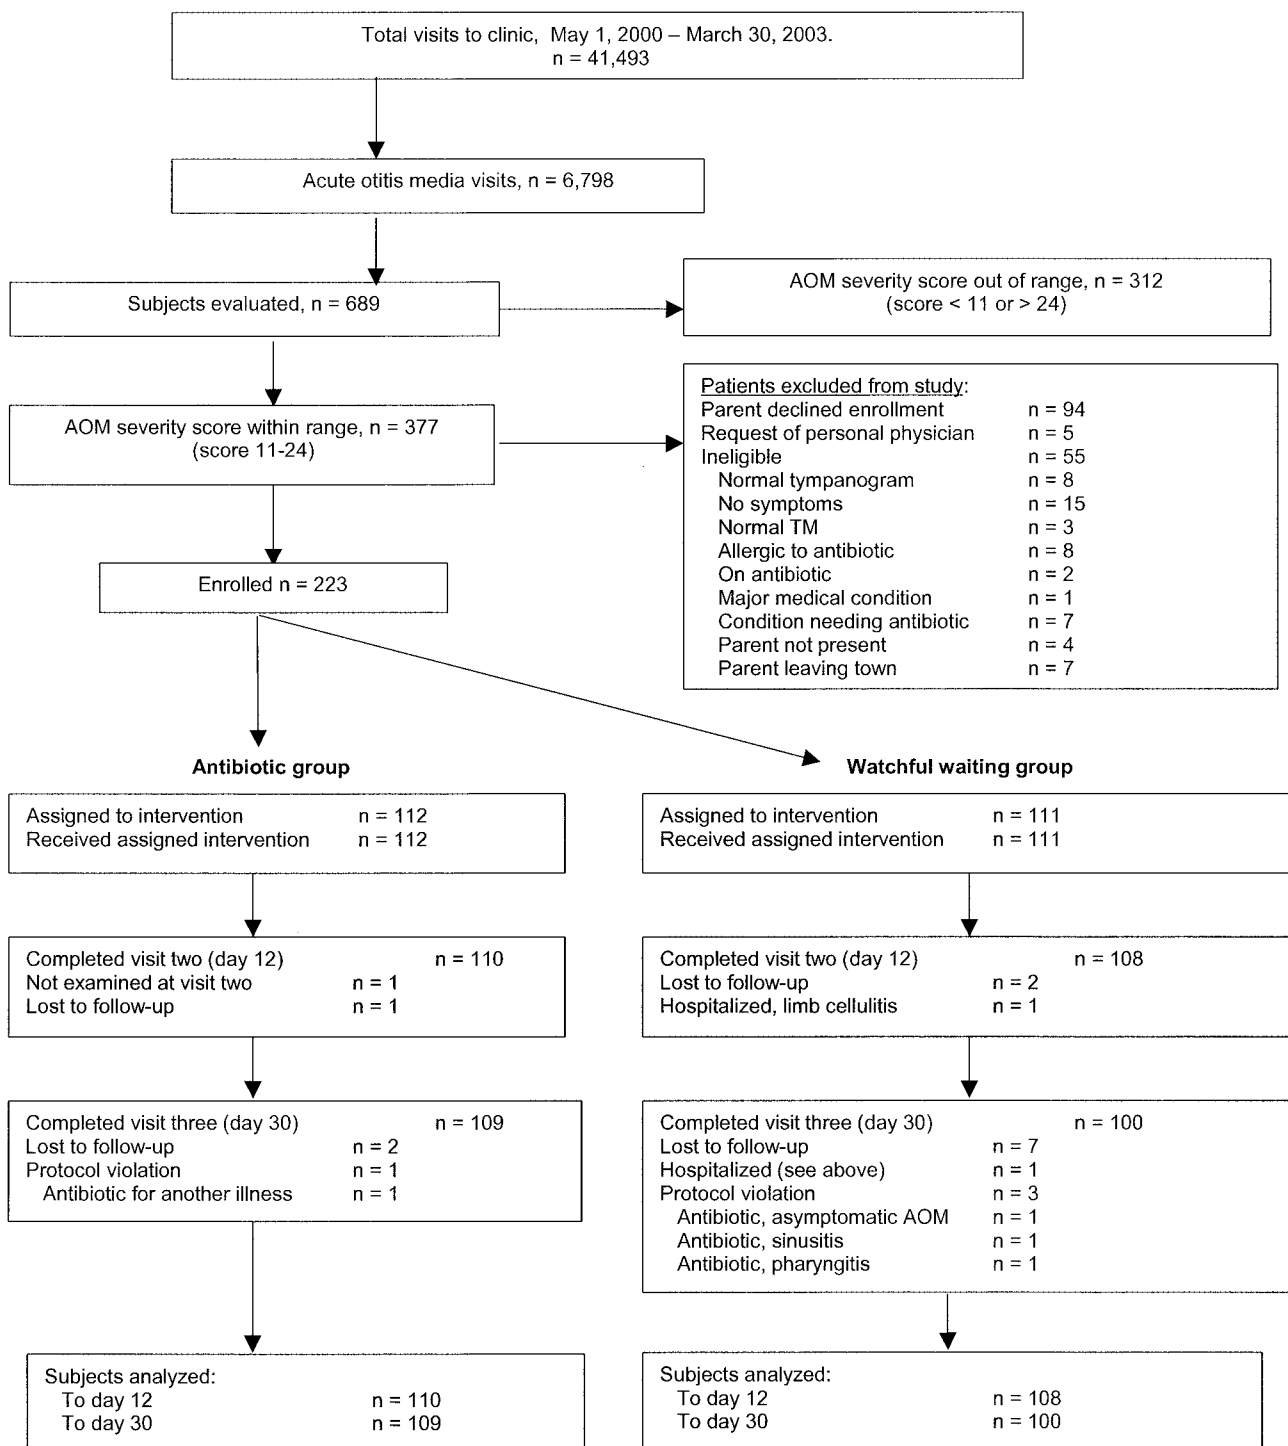 Total visits to clinic, May 1, 2000 – March 30, 2003.
n = 41,493
Acute otitis media visits, n = 6,798
Subjects evaluated, n = 689
AOM severity score out of range, n = 312
(score < 11 or > 24)
AOM severity score within range, n = 377
(score 11-24)
Patients excluded from study:
Parent declined enrollment n = 94
Request of personal physician n = 5
Ineligible n = 55
Normal tympanogram n = 8
No symptoms n = 15
Normal TM n = 3
Allergic to antibiotic n = 8
On antibiotic n = 2
Major medical condition n = 1
Condition needing antibiotic n = 7
Parent not present n = 4
Parent leaving town n = 7
Enrolled n = 223
Antibiotic group
Assigned to intervention n = 112
Received assigned intervention n = 112
Completed visit two (day 12) n = 110
Not examined at visit two n = 1
Lost to follow-up n = 1
Completed visit three (day 30) n = 109
Lost to follow-up n = 2
Protocol violation n = 1
Antibiotic for another illness n = 1
Subjects analyzed:
To day 12 n = 110
To day 30 n = 109
Watchful waiting group
Assigned to intervention n = 111
Received assigned intervention n = 111
Completed visit two (day 12) n = 108
Lost to follow-up n = 2
Hospitalized, limb cellulitis n = 1
Completed visit three (day 30) n = 100
Lost to follow-up n = 7
Hospitalized (see above) n = 1
Protocol violation n = 3
Antibiotic, asymptomatic AOM n = 1
Antibiotic, sinusitis n = 1
Antibiotic, pharyngitis n = 1
Subjects analyzed:
To day 12 n = 108
To day 30 n = 100